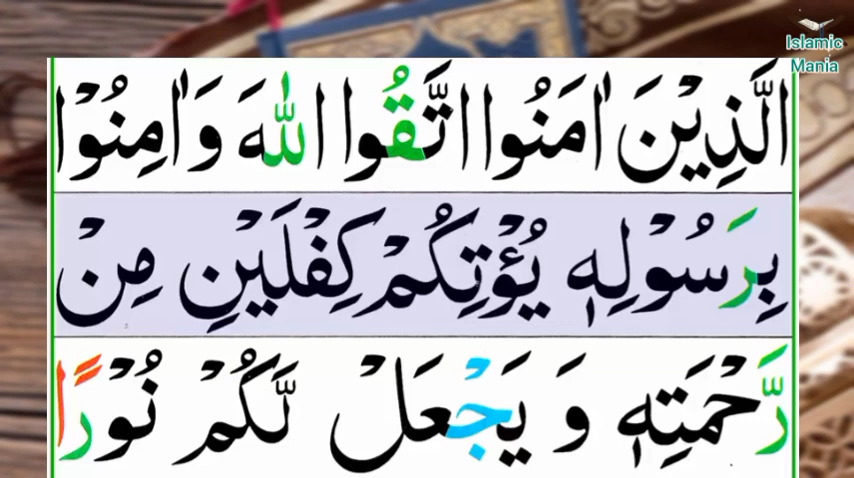 Islamic
Mania
الَّذِيْنَ اٰمَنُوا اتَّقُوا اللّٰهَ وَاٰمِنُوْا
بِرَسُوْلِهٖ يُؤْتِكُمْ كِفْلَيْنِ مِنْ
رَّحْمَتِهٖ وَ يَجْعَلْ لَّكُمْ نُوْرًا